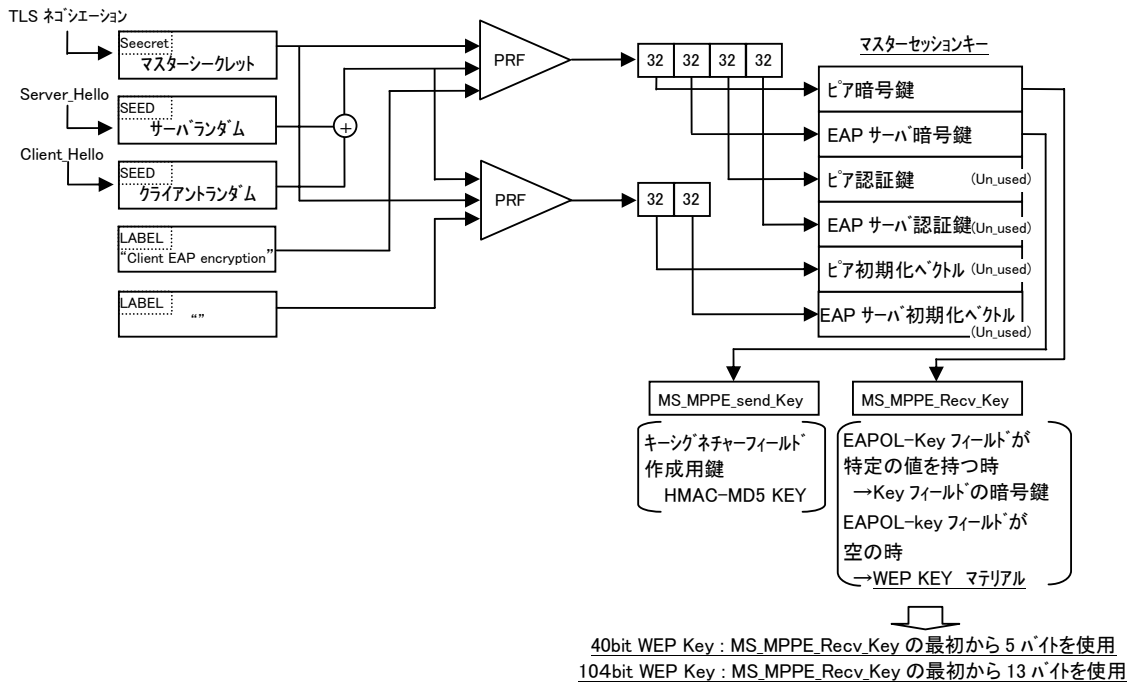 TLS ﾈｺﾞｼｴーション
Seecret
マスターシークレット
Server_Hello
SEED
サーﾊﾞランダﾑ
Client_Hello
SEED
クライアントランダﾑ
LABEL
“Client EAP encryption”
LABEL
“”
PRF
PRF
+
32 32 32 32
32 32
マスターセッションキー
ﾋﾟア暗号鍵
EAP サーﾊﾞ暗号鍵
ﾋﾟア認証鍵 (Un_used)
EAP サーﾊﾞ認証鍵(Un_used)
ﾋﾟア初期化ﾍﾞクトル (Un_used)
EAP サーﾊﾞ初期化ﾍﾞクトル
(Un_used)
MS_MPPE_send_Key
キーシグネチャーフィールド
作成用鍵
HMAC-MD5 KEY
MS_MPPE_Recv_Key
EAPOL-Key フィールドが
特定の値を持つ時
→Key フィールドの暗号鍵
EAPOL-key フィールドが
空の時
→WEP KEY マテリアル
40bit WEP Key : MS_MPPE_Recv_Key の最初から 5 ﾊﾞイトを使用
104bit WEP Key : MS_MPPE_Recv_Key の最初から 13 ﾊﾞイトを使用